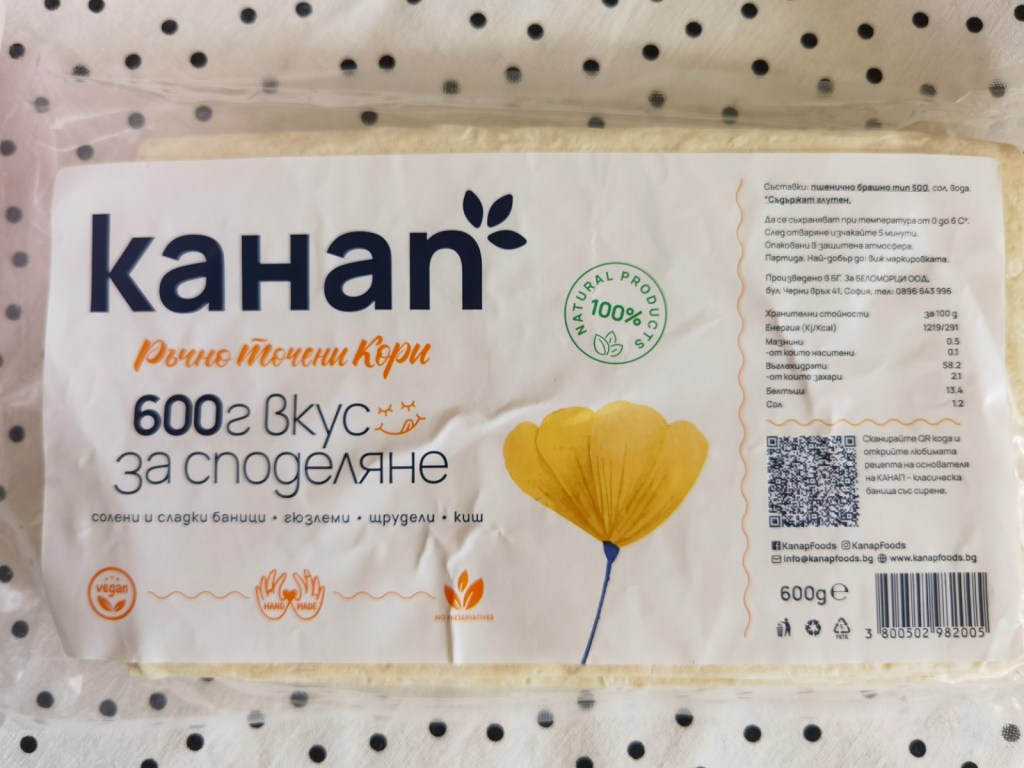 канап
Ръчно Точени Кори
600г вкус
за споделяне
солени и сладки баници • гюзлеми • щрудели • киш
vegan
HAND MADE
NO PRESERVATIVES
NATURAL PRODUCTS
100%
Съставки: пшенично брашно тип 500, сол, вода.
*Съдържат глутен.
Да се съхраняват при температура от 0 до 6 С°.
След отваряне изчакайте 5 минути.
Опаковани в защитена атмосфера.
Партида. Най-добър до: виж маркировката.
Произведено в БГ. За БЕЛОМОРЦИ ООД,
бул. Черни Връх 41, София, тел: 0896 643 996
Хранителни стойности за 100 g
Енергия (Kj/Kcal) 1219/291
Мазнини 0.5
-от които наситени 0.1
Въглехидрати 58.2
-от които захари 2.1
Белтъци 13.4
Сол 1.2
Сканирайте QR кода и
открийте любимата
рецепта на основателя
на КАНАП – класическа
баница със сирене.
KanapFoods KanapFoods
info@kanapfoods.bg www.kanapfoods.bg
600g e
3 800502 982005